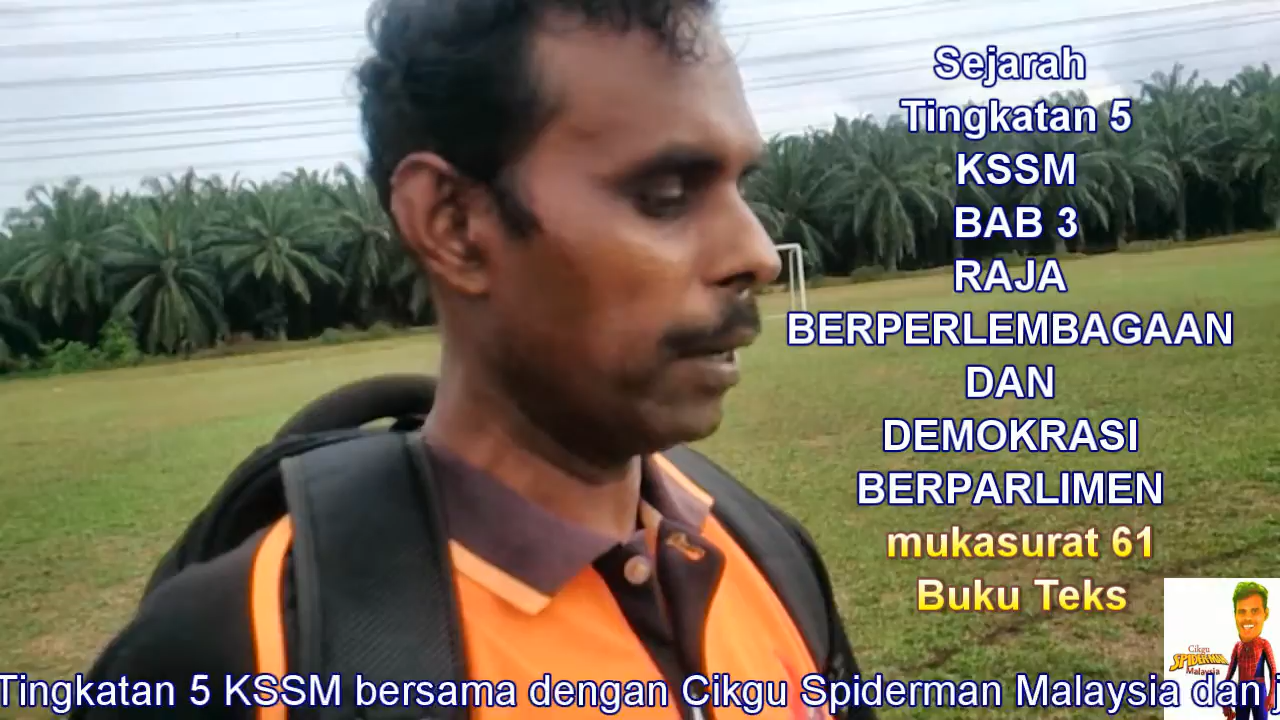 Sejarah
Tingkatan 5
KSSM
BAB 3
RAJA
BERPERLEMBAGAAN
DAN
DEMOKRASI
BERPARLIMEN
mukasurat 61
Buku Teks
Cikgu
SPIDERMAN
Malaysia
Tingkatan 5 KSSM bersama dengan Cikgu Spiderman Malaysia dan j